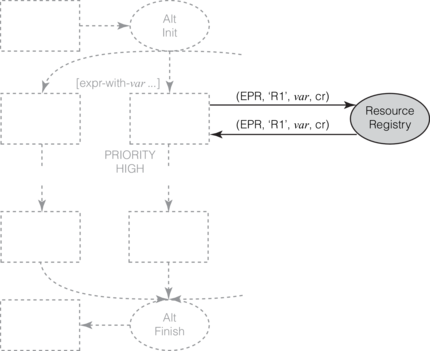 Alt
Init
[expr-with-var ...]
(EPR, ‘R1’, var, cr)
Resource
Registry
(EPR, ‘R1’, var, cr)
PRIORITY
HIGH
Alt
Finish